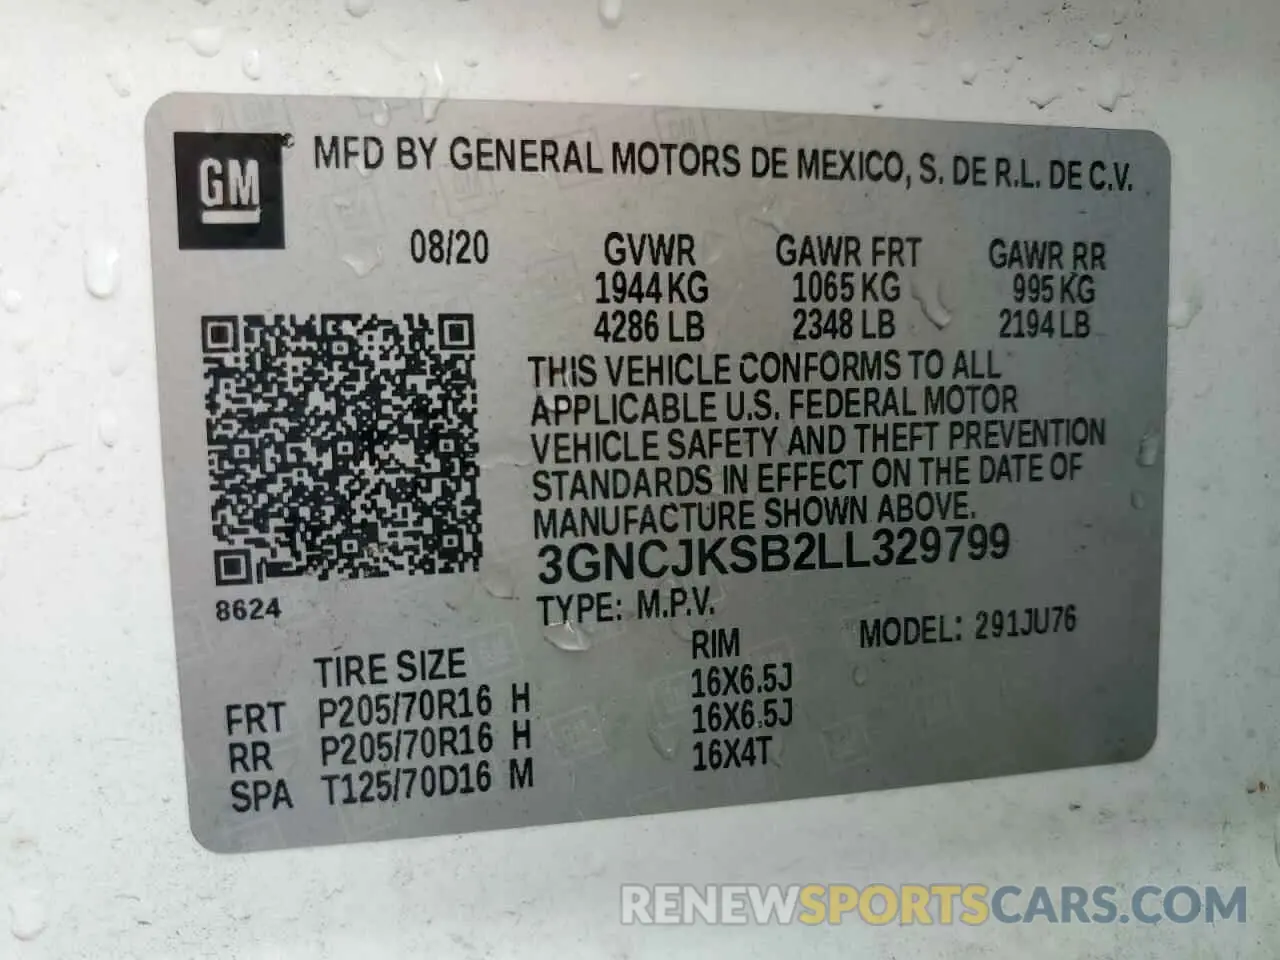 GM
MFD BY GENERAL MOTORS DE MEXICO, S. DE R.L. DE C.V.
08/20 GVWR GAWR FRT GAWR RR
1944 KG 1065 KG 995 KG
4286 LB 2348 LB 2194 LB
THIS VEHICLE CONFORMS TO ALL
APPLICABLE U.S. FEDERAL MOTOR
VEHICLE SAFETY AND THEFT PREVENTION
STANDARDS IN EFFECT ON THE DATE OF
MANUFACTURE SHOWN ABOVE.
3GNCJKSB2LL329799
8624
TYPE: M.P.V. MODEL: 291JU76
TIRE SIZE RIM
FRT P205/70R16 H 16X6.5J
RR P205/70R16 H 16X6.5J
SPA T125/70D16 M 16X4T
RENEWSPORTSCARS.COM